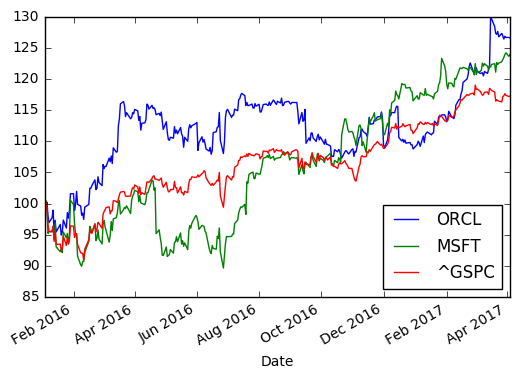 130
125
120
115
110
105
100
95
90
85
ORCL
MSFT
^GSPC
Feb 2016
Apr 2016
Jun 2016
Aug 2016
Oct 2016
Dec 2016
Feb 2017
Apr 2017
Date